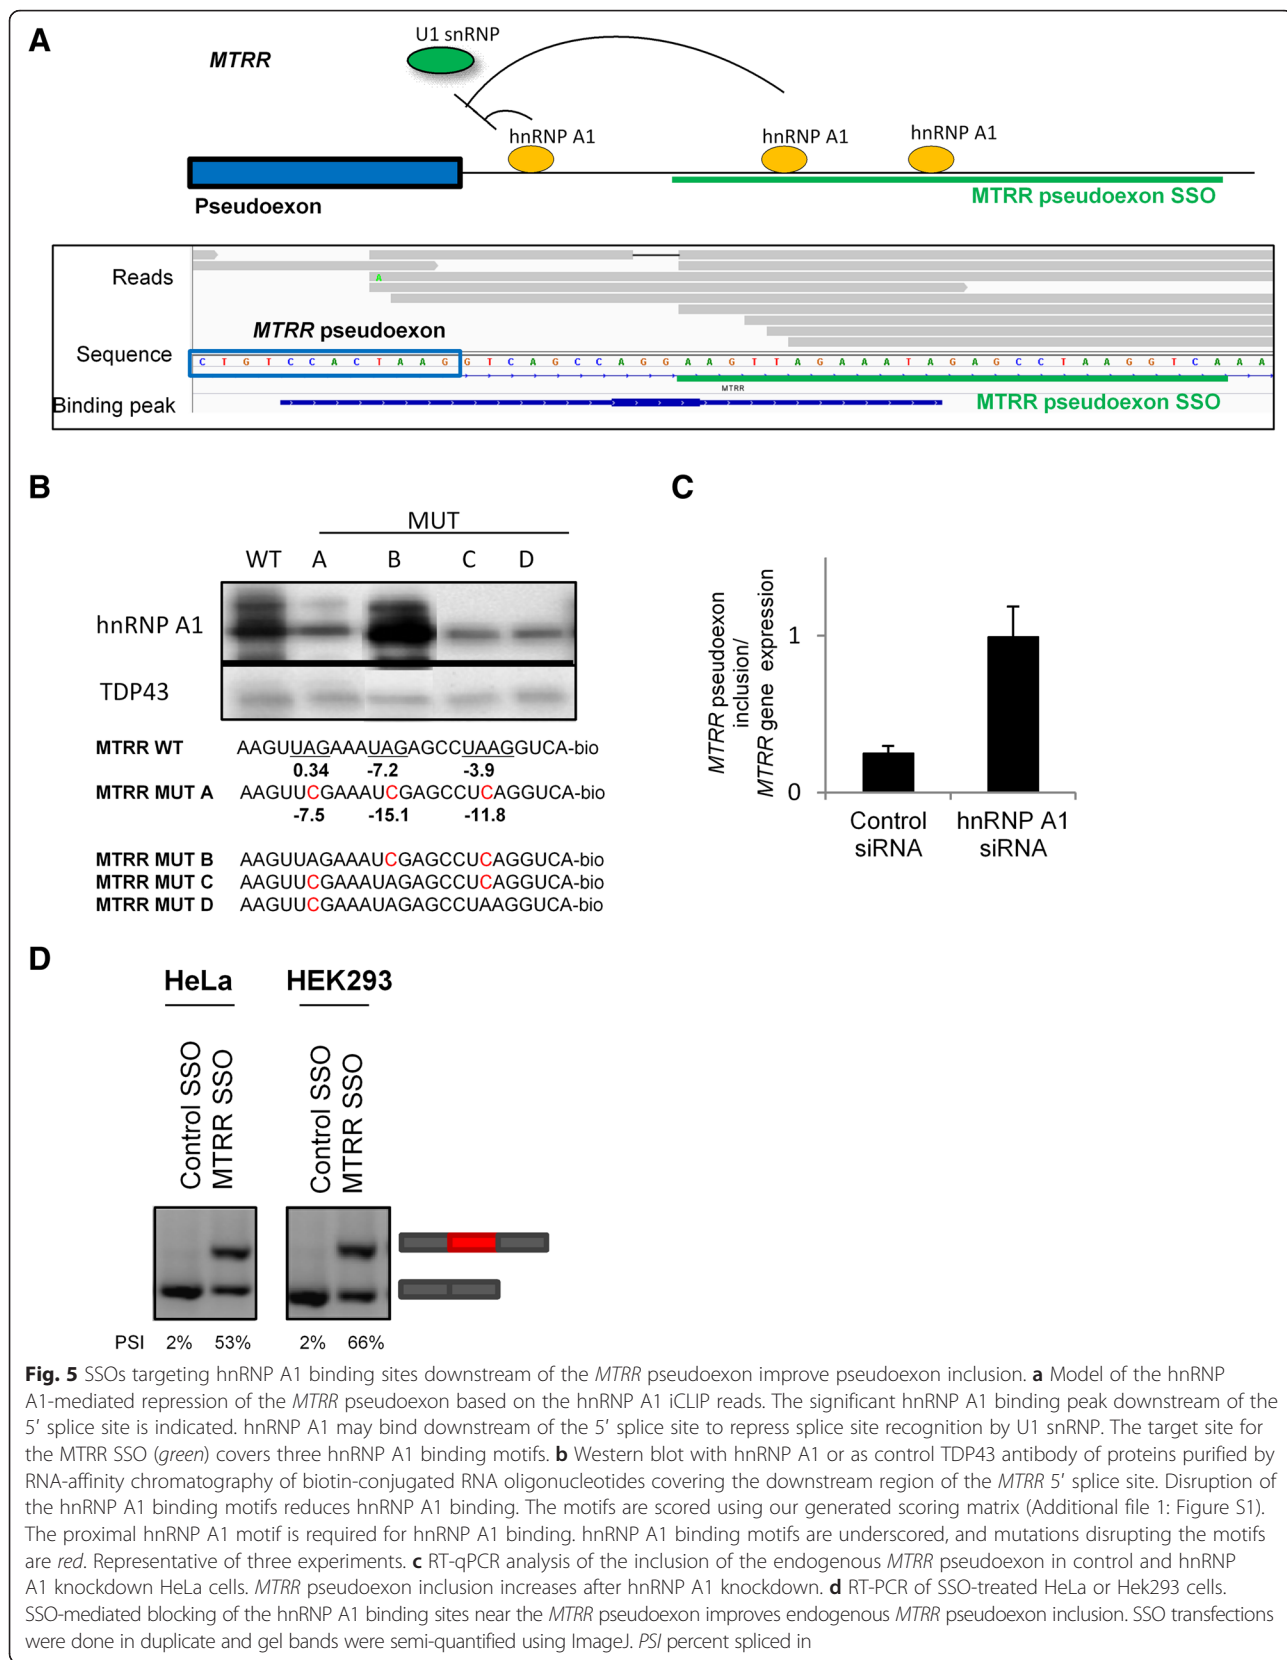 A
MTRR
U1 snRNP
hnRNP A1
hnRNP A1
hnRNP A1
MTRR pseudoexon SSO
Pseudoexon
Reads
A
MTRR pseudoexon
Sequence
C T G T C C A C T A A G G T C A G C C A G G A A G T T A G A A A T A G A G C C T A A G G T C A A A
MTRR
Binding peak
MTRR pseudoexon SSO
B
MUT
WT A B C D
hnRNP A1
TDP43
MTRR WT AAGUUAGAAAUAGAGCCUAAGGUCA-bio
0.34 -7.2 -3.9
MTRR MUT A AAGUUCGAAAUCGAGCCUCAGGUCA-bio
-7.5 -15.1 -11.8
MTRR MUT B AAGUUAGAAAUCGAGCCUCAGGUCA-bio
MTRR MUT C AAGUUCGAAAUAGAGCCUCAGGUCA-bio
MTRR MUT D AAGUUCGAAAUAGAGCCUAAGGUCA-bio
C
MTRR pseudoexon
inclusion/
MTRR gene expression
1
0
Control
siRNA
hnRNP A1
siRNA
D
HeLa HEK293
Control SSO
MTRR SSO
Control SSO
MTRR SSO
PSI 2% 53% 2% 66%
Fig. 5 SSOs targeting hnRNP A1 binding sites downstream of the MTRR pseudoexon improve pseudoexon inclusion. a Model of the hnRNP
A1-mediated repression of the MTRR pseudoexon based on the hnRNP A1 iCLIP reads. The significant hnRNP A1 binding peak downstream of the
5′ splice site is indicated. hnRNP A1 may bind downstream of the 5′ splice site to repress splice site recognition by U1 snRNP. The target site for
the MTRR SSO (green) covers three hnRNP A1 binding motifs. b Western blot with hnRNP A1 or as control TDP43 antibody of proteins purified by
RNA-affinity chromatography of biotin-conjugated RNA oligonucleotides covering the downstream region of the MTRR 5′ splice site. Disruption of
the hnRNP A1 binding motifs reduces hnRNP A1 binding. The motifs are scored using our generated scoring matrix (Additional file 1: Figure S1).
The proximal hnRNP A1 motif is required for hnRNP A1 binding. hnRNP A1 binding motifs are underscored, and mutations disrupting the motifs
are red. Representative of three experiments. c RT-qPCR analysis of the inclusion of the endogenous MTRR pseudoexon in control and hnRNP
A1 knockdown HeLa cells. MTRR pseudoexon inclusion increases after hnRNP A1 knockdown. d RT-PCR of SSO-treated HeLa or Hek293 cells.
SSO-mediated blocking of the hnRNP A1 binding sites near the MTRR pseudoexon improves endogenous MTRR pseudoexon inclusion. SSO transfections
were done in duplicate and gel bands were semi-quantified using ImageJ. PSI percent spliced in